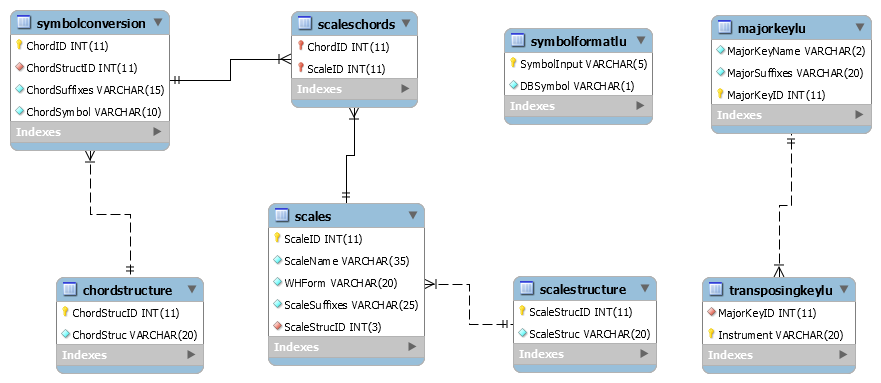 symbolconversion
ChordID INT(11)
ChordStructID INT(11)
ChordSuffixes VARCHAR(15)
ChordSymbol VARCHAR(10)
Indexes
scaleschords
ChordID INT(11)
ScaleID INT(11)
Indexes
symbolformatlu
SymbolInput VARCHAR(5)
DBSymbol VARCHAR(1)
Indexes
majorkeylu
MajorKeyName VARCHAR(2)
MajorSuffixes VARCHAR(20)
MajorKeyID INT(11)
Indexes
chordstructure
ChordStrucID INT(11)
ChordStruc VARCHAR(20)
Indexes
scales
ScaleID INT(11)
ScaleName VARCHAR(35)
WHForm VARCHAR(20)
ScaleSuffixes VARCHAR(25)
ScaleStrucID INT(3)
Indexes
scalestructure
ScaleStrucID INT(11)
ScaleStruc VARCHAR(20)
Indexes
transposingkeylu
MajorKeyID INT(11)
Instrument VARCHAR(20)
Indexes